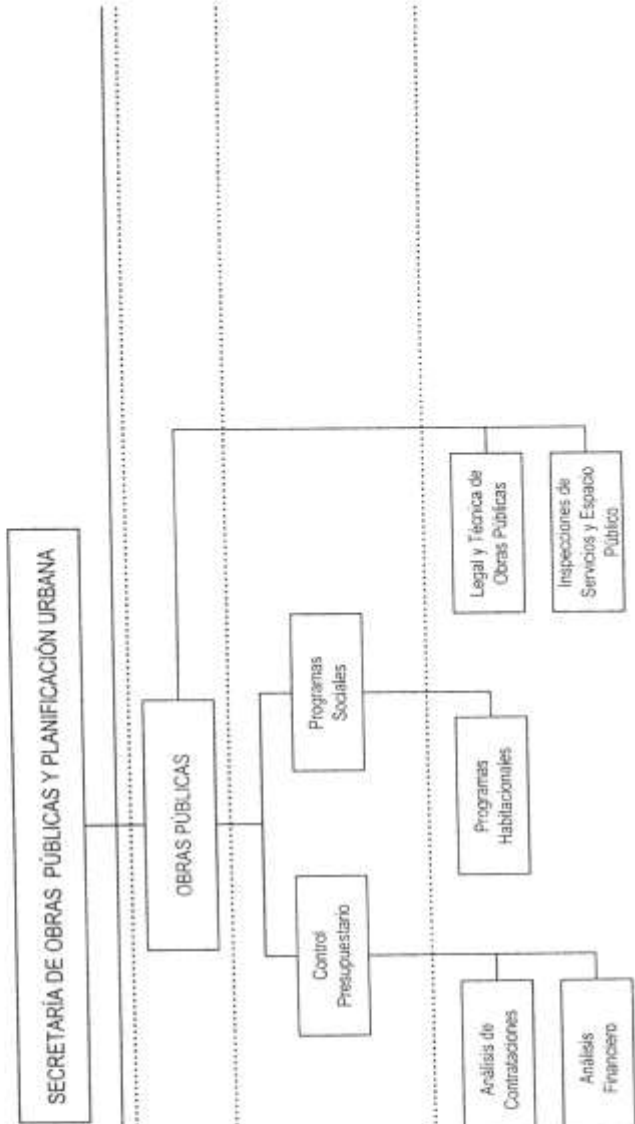 SECRETARÍA DE OBRAS PÚBLICAS Y PLANIFICACIÓN URBANA
OBRAS PÚBLICAS
Control
Presupuestario
Programas
Sociales
Análisis de
Contrataciones
Análisis
Financiero
Programas
Habitacionales
Legal y Técnica de
Obras Públicas
Inspecciones de
Servicios y Espacio
Público